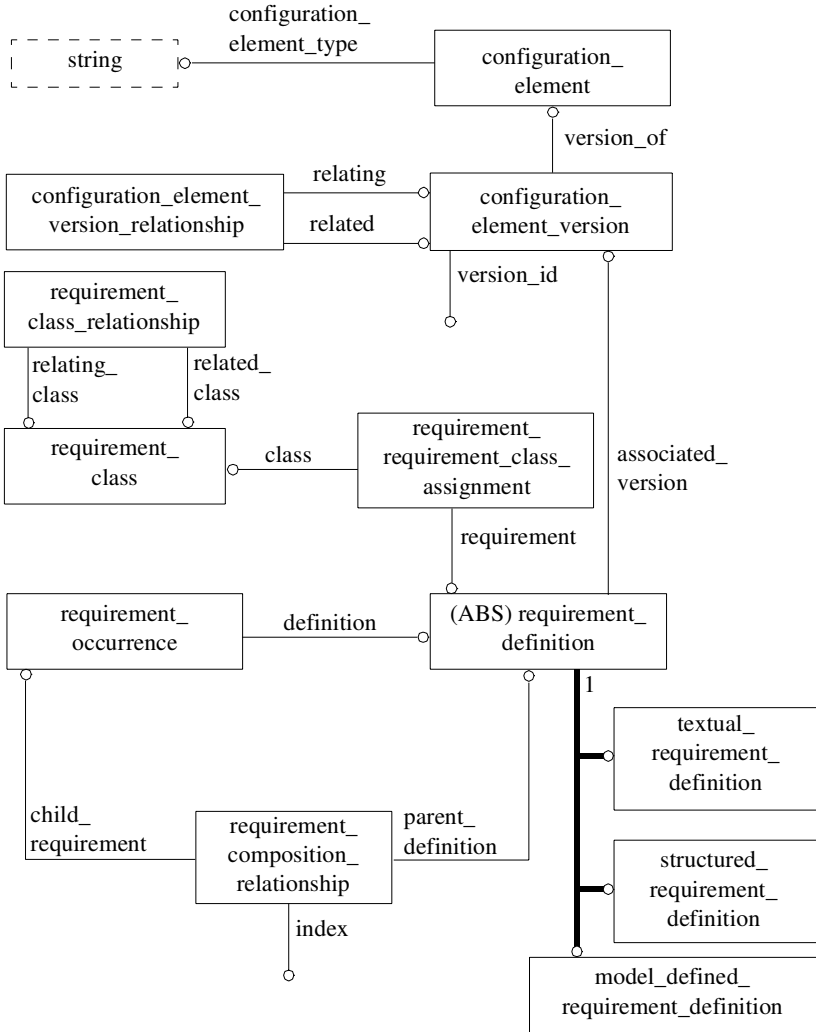 configuration_
element_type
string
configuration_
element
version_of
relating
configuration_element_
version_relationship
related
configuration_
element_version
version_id
requirement_
class_relationship
relating_
class
related_
class
requirement_
class
class
requirement_
requirement_class_
assignment
associated_
version
requirement
requirement_
occurrence
definition
(ABS) requirement_
definition
1
textual_
requirement_
definition
child_
requirement
requirement_
composition_
relationship
parent_
definition
structured_
requirement_
definition
index
model_defined_
requirement_definition